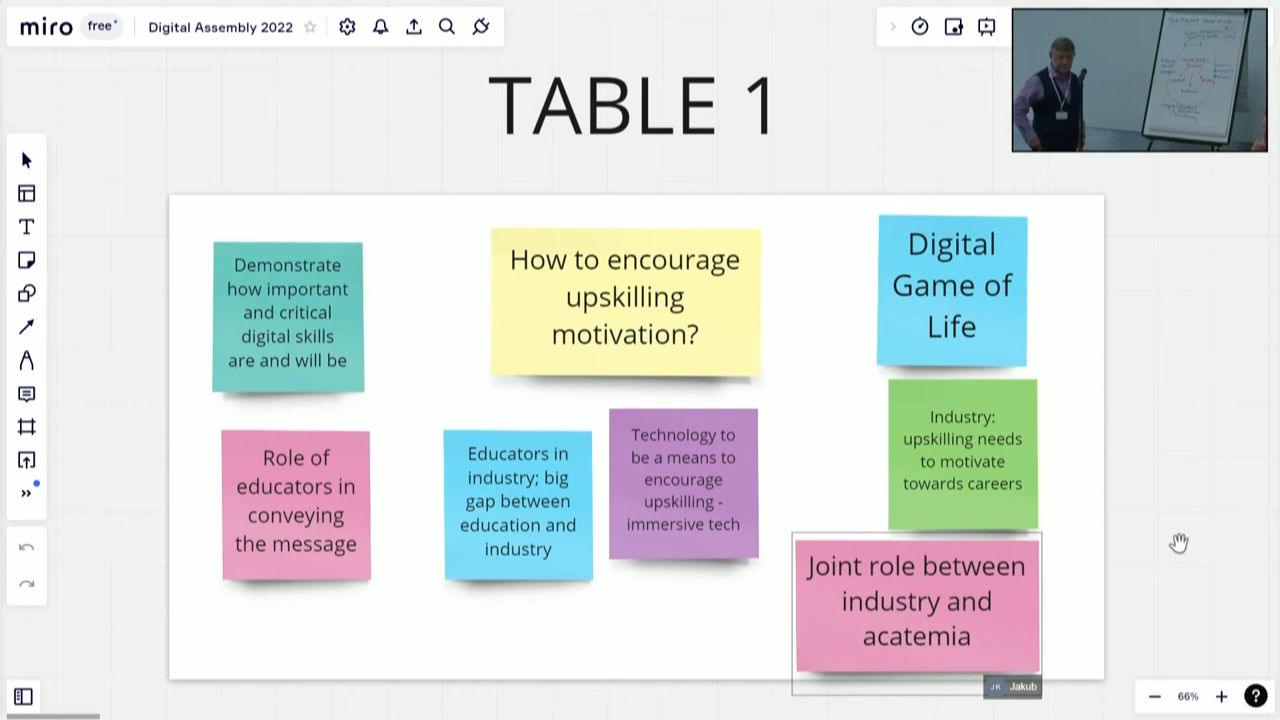 miro
free
Digital Assembly 2022
TABLE 1
Demonstrate
how important
and critical
digital skills
are and will be
How to encourage
upskilling
motivation?
Digital
Game of
Life
Role of
educators in
conveying
the message
Educators in
industry; big
gap between
education and
industry
Technology to
be a means to
encourage
upskilling -
immersive tech
Industry:
upskilling needs
to motivate
towards careers
Joint role between
industry and
acatemia
JK Jakub
66%